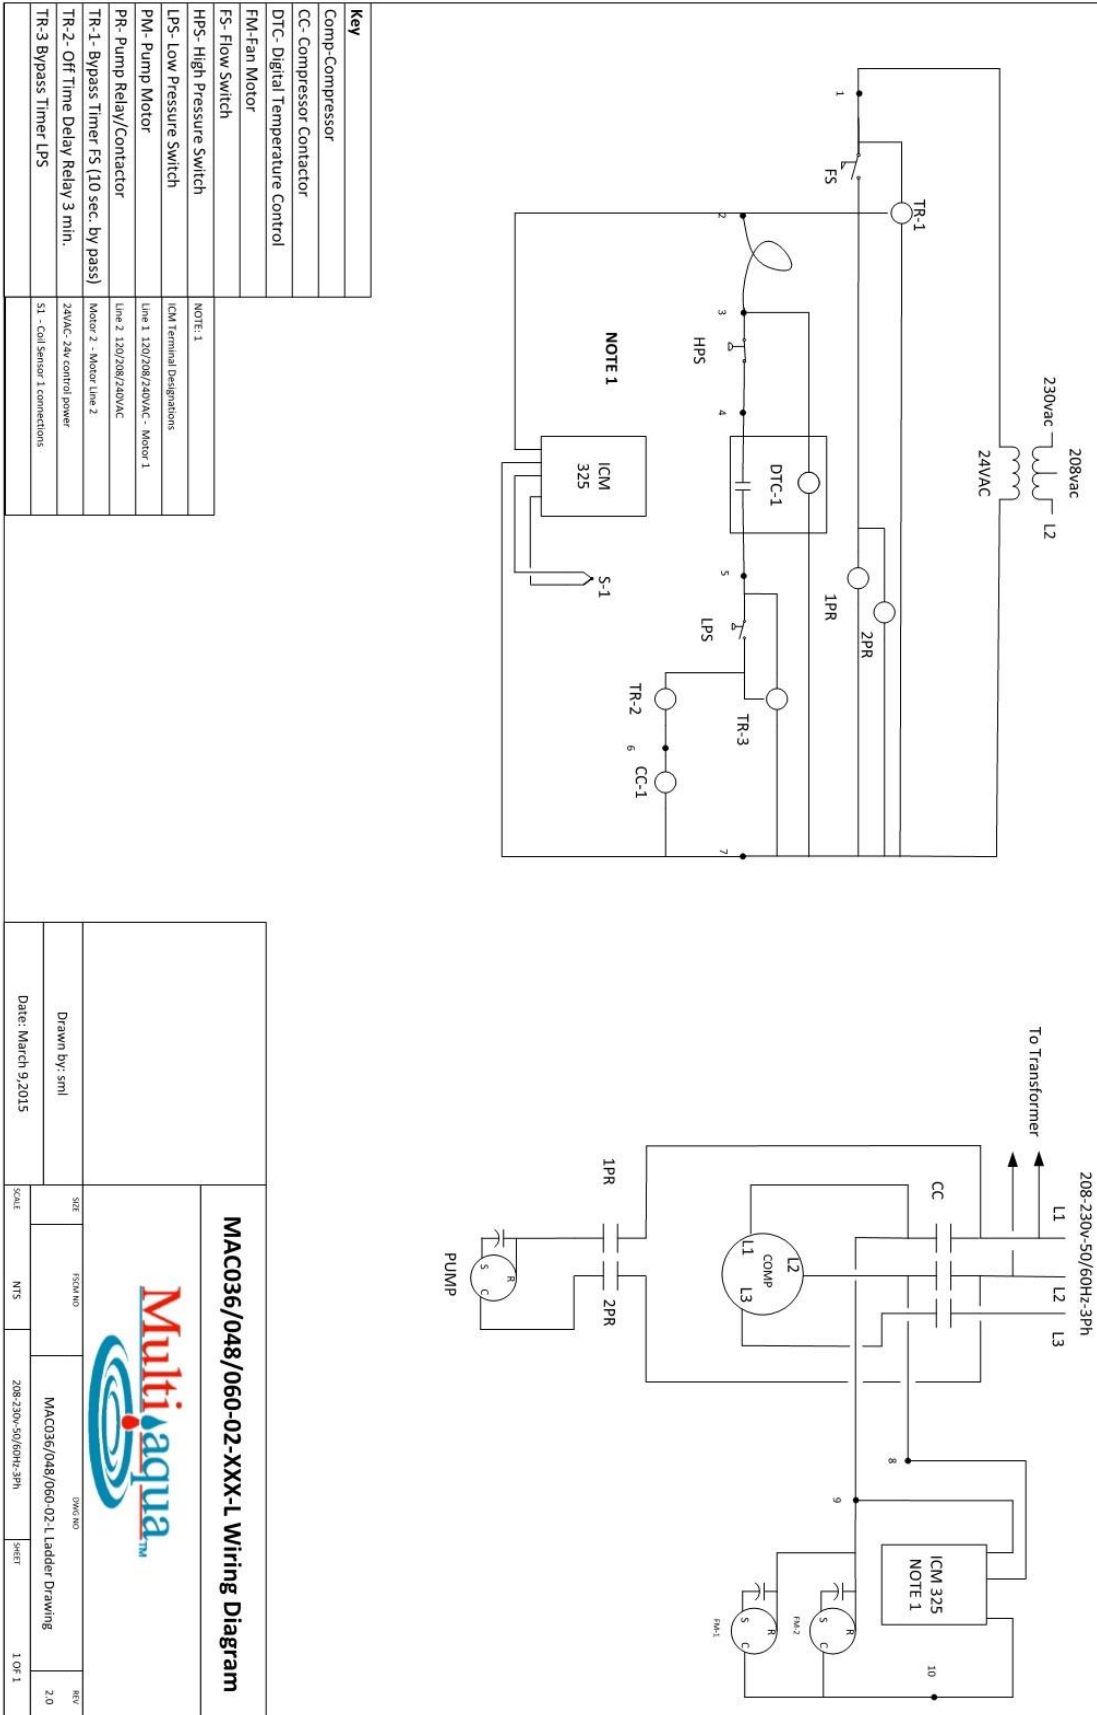 208vac
230vac
L2
24VAC
1
FS
TR-1
1PR
2PR
2
3
HPS
4
DTC-1
5
LPS
TR-3
TR-2
6
CC-1
7
NOTE 1
ICM
325
S-1
208-230v-50/60Hz-3Ph
L1
L2
L3
To Transformer
CC
COMP
L1
L2
L3
1PR
2PR
R
S
C
PUMP
8
9
ICM 325
NOTE 1
10
R
S
C
FM-2
R
S
C
FM-1
Key
Comp-Compressor
CC- Compressor Contactor
DTC- Digital Temperature Control
FM-Fan Motor
FS- Flow Switch
HPS- High Pressure Switch
LPS- Low Pressure Switch
PM- Pump Motor
PR- Pump Relay/Contactor
TR-1- Bypass Timer FS (10 sec. by pass)
TR-2- Off Time Delay Relay 3 min.
TR-3 Bypass Timer LPS
NOTE: 1
ICM Terminal Designations
Line 1 120/208/240VAC - Motor 1
Line 2 120/208/240VAC
Motor 2 - Motor Line 2
24VAC- 24v control power
S1 - Coil Sensor 1 connections
MAC036/048/060-02-XXX-L Wiring Diagram
Multi aqua TM
Drawn by: sml
Date: March 9,2015
SIZE
FSCM NO
DWG NO
REV
MAC036/048/060-02-L Ladder Drawing
2.0
SCALE
NTS
208-230v-50/60Hz-3Ph
SHEET
1 OF 1